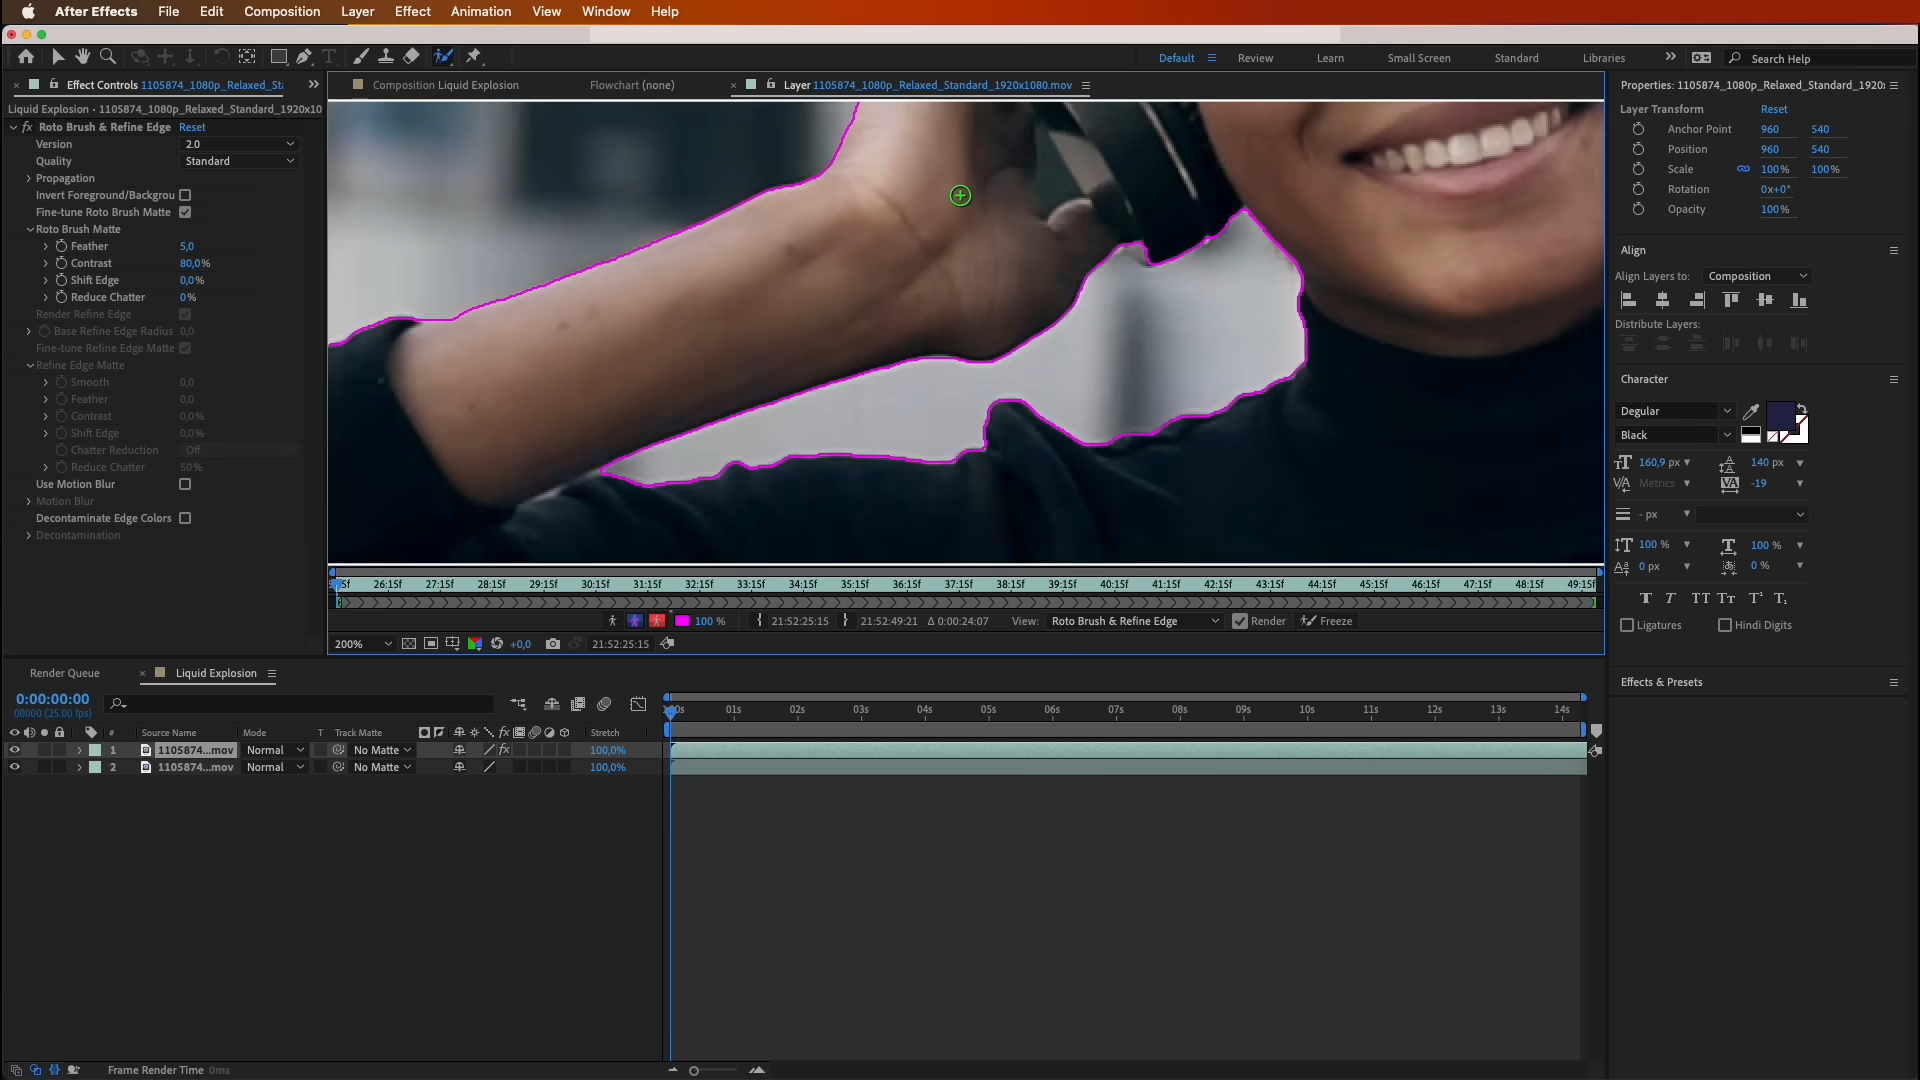 After Effects File Edit Composition Layer Effect Animation View Window Help
Default Review Learn Small Screen Standard Libraries Search Help
Effect Controls 1105874_1080p_Relaxed_St
Composition Liquid Explosion Flowchart (none) Layer 1105874_1080p_Relaxed_Standard_1920x1080.mov
Properties: 1105874_1080p_Relaxed_Standard_1920
Liquid Explosion • 1105874_1080p_Relaxed_Standard_1920x10
Roto Brush & Refine Edge Reset
Version 2.0
Quality Standard
Propagation
Invert Foreground/Backgrou
Fine-tune Roto Brush Matte
Roto Brush Matte
Feather 5,0
Contrast 80,0%
Shift Edge 0,0%
Reduce Chatter 0%
Render Refine Edge
Base Refine Edge Radius 0,0
Fine-tune Refine Edge Matte
Refine Edge Matte
Smooth 0,0
Feather 0,0
Contrast 0,0%
Shift Edge 0,0%
Chatter Reduction Off
Reduce Chatter 50%
Use Motion Blur
Motion Blur
Decontaminate Edge Colors
Decontamination
26:15f 27:15f 28:15f 29:15f 30:15f 31:15f 32:15f 33:15f 34:15f 35:15f 36:15f 37:15f 38:15f 39:15f 40:15f 41:15f 42:15f 43:15f 44:15f 45:15f 46:15f 47:15f 48:15f 49:15f
100 % 21:52:25:15 21:52:49:21 Δ 0:00:24:07 View: Roto Brush & Refine Edge Render Freeze
200% +0,0 21:52:25:15
Layer Transform Reset
Anchor Point 960 540
Position 960 540
Scale 100% 100%
Rotation 0x+0°
Opacity 100%
Align
Align Layers to: Composition
Distribute Layers:
Character
Degular
Black
160,9 px 140 px
Metrics -19
- px
100 % 100 %
0 px 0 %
T T TT Tt T¹ T₁
Ligatures Hindi Digits
Effects & Presets
Render Queue Liquid Explosion
0:00:00:00
00000 (25.00 fps)
01s 02s 03s 04s 05s 06s 07s 08s 09s 10s 11s 12s 13s 14s
# Source Name Mode T Track Matte fx Stretch
1 1105874...mov Normal No Matte fx 100,0%
2 1105874...mov Normal No Matte 100,0%
Frame Render Time 0ms